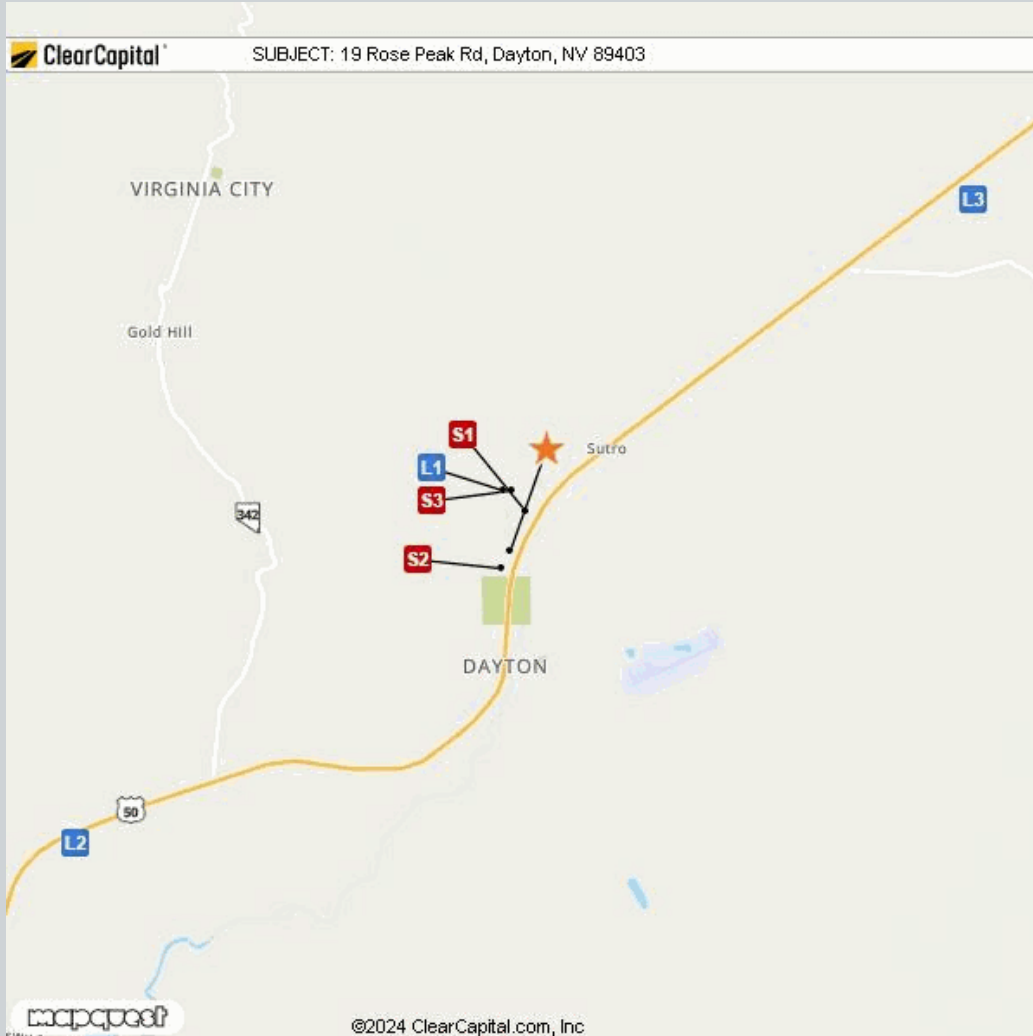 ClearCapital SUBJECT: 19 Rose Peak Rd, Dayton, NV 89403
VIRGINIA CITY
L3
Gold Hill
S1
Sutro
L1
S3
342
S2
DAYTON
50
L2
mapquest
©2024 ClearCapital.com, Inc